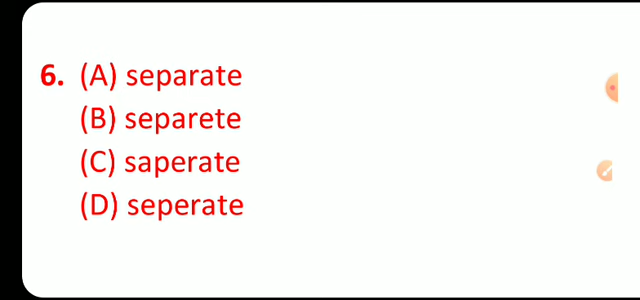 6. (A) separate
(B) separete
(C) saperate
(D) seperate